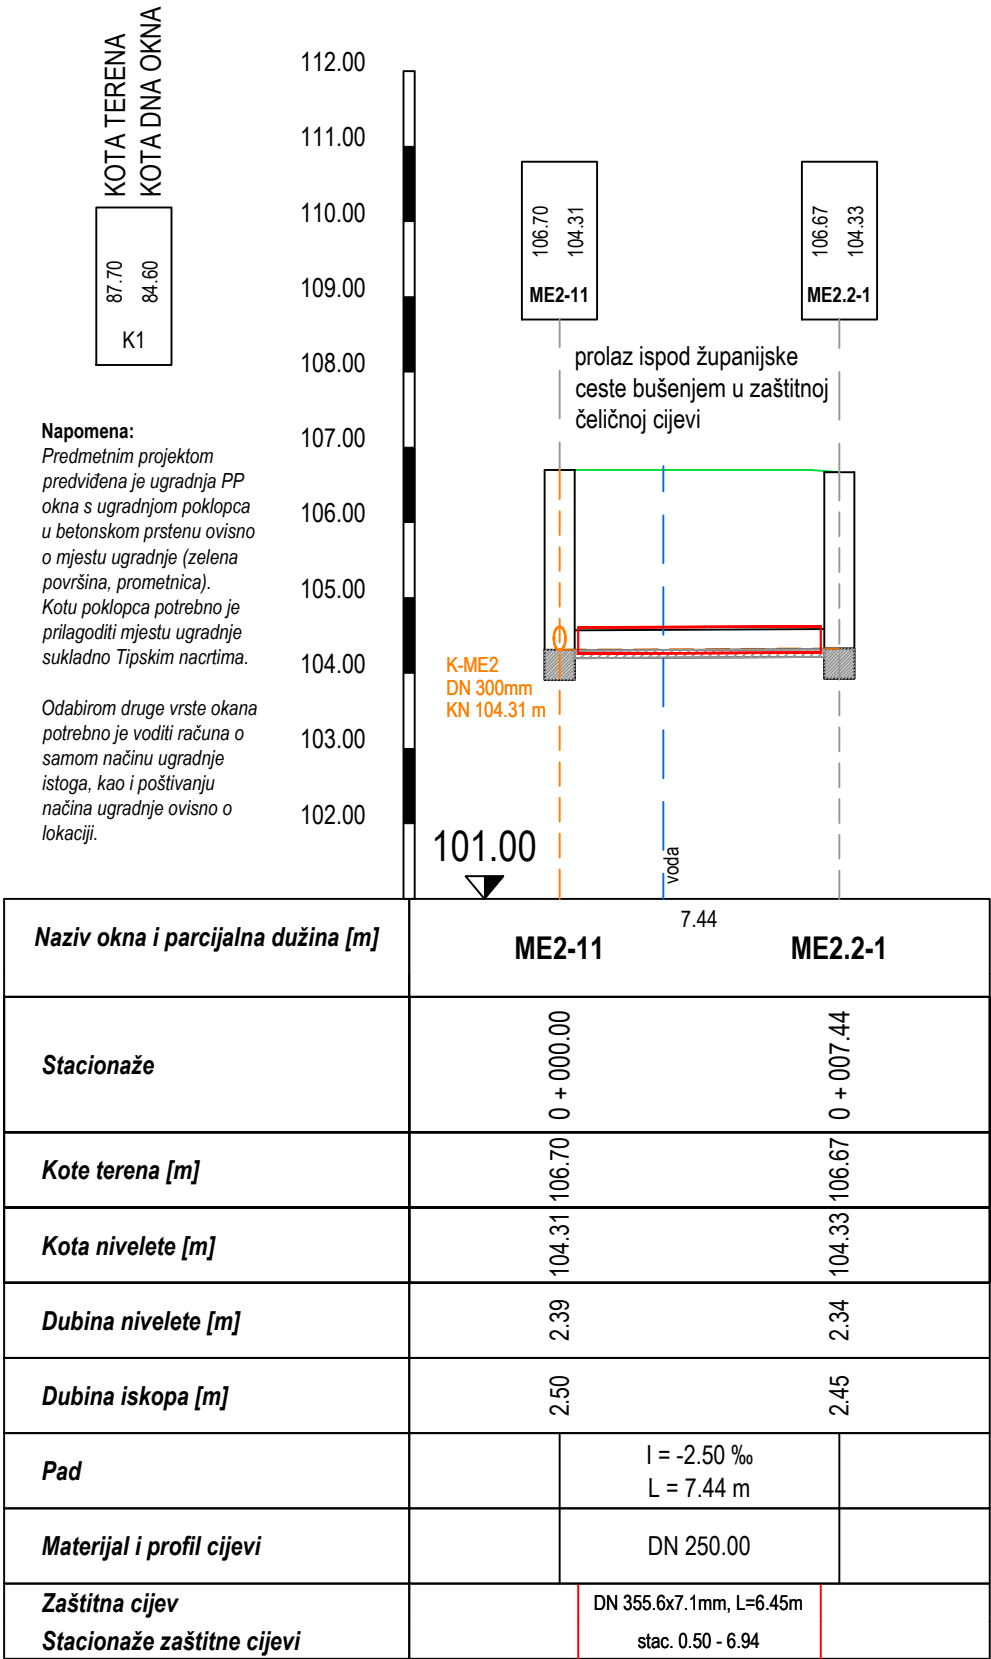 KOTA TERENA
KOTA DNA OKNA
87.70
84.60
K1
112.00
111.00
110.00
109.00
108.00
107.00
106.00
105.00
104.00
103.00
102.00
101.00
106.70
104.31
ME2-11
106.67
104.33
ME2.2-1
prolaz ispod županijske
ceste bušenjem u zaštitnoj
čeličnoj cijevi
Napomena:
Predmetnim projektom
predviđena je ugradnja PP
okna s ugradnjom poklopca
u betonskom prstenu ovisno
o mjestu ugradnje (zelena
površina, prometnica).
Kotu poklopca potrebno je
prilagoditi mjestu ugradnje
sukladno Tipskim nacrtima.
Odabirom druge vrste okana
potrebno je voditi računa o
samom načinu ugradnje
istoga, kao i poštivanju
načina ugradnje ovisno o
lokaciji.
K-ME2
DN 300mm
KN 104.31 m
voda
Naziv okna i parcijalna dužina [m]
7.44
ME2-11
ME2.2-1
Stacionaže
0 + 000.00
0 + 007.44
Kote terena [m]
106.70
106.67
Kota nivelete [m]
104.31
104.33
Dubina nivelete [m]
2.39
2.34
Dubina iskopa [m]
2.50
2.45
Pad
I = -2.50 ‰
L = 7.44 m
Materijal i profil cijevi
DN 250.00
Zaštitna cijev
DN 355.6x7.1mm, L=6.45m
Stacionaže zaštitne cijevi
stac. 0.50 - 6.94